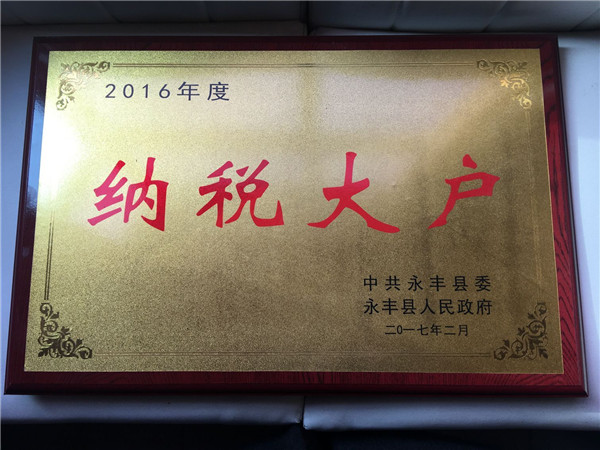 2016年度
纳税大户
中共永丰县委
永丰县人民政府
二〇一七年二月